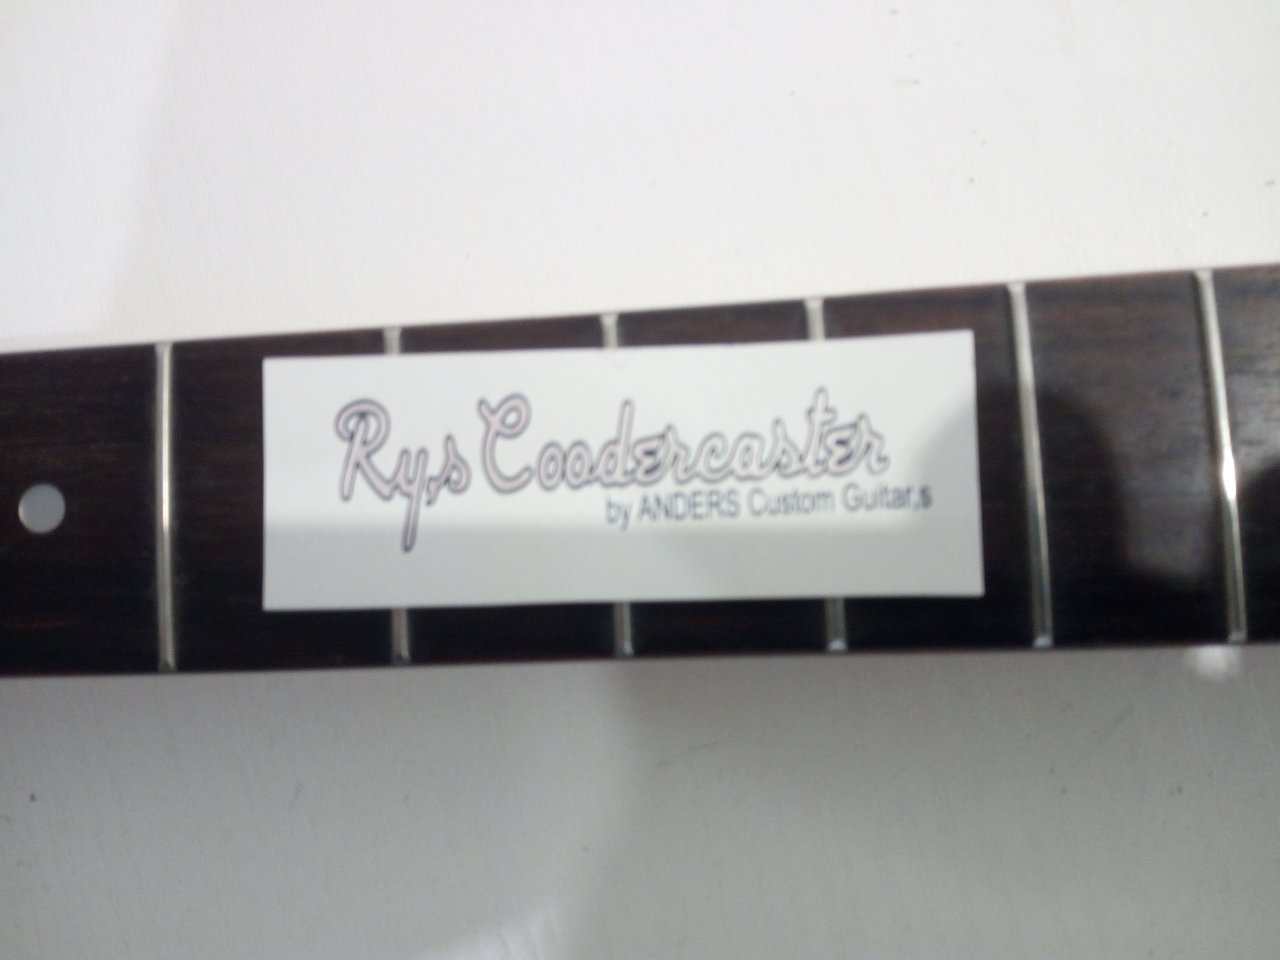 Ry,s Coodercaster
by ANDERS Custom Guitar,s